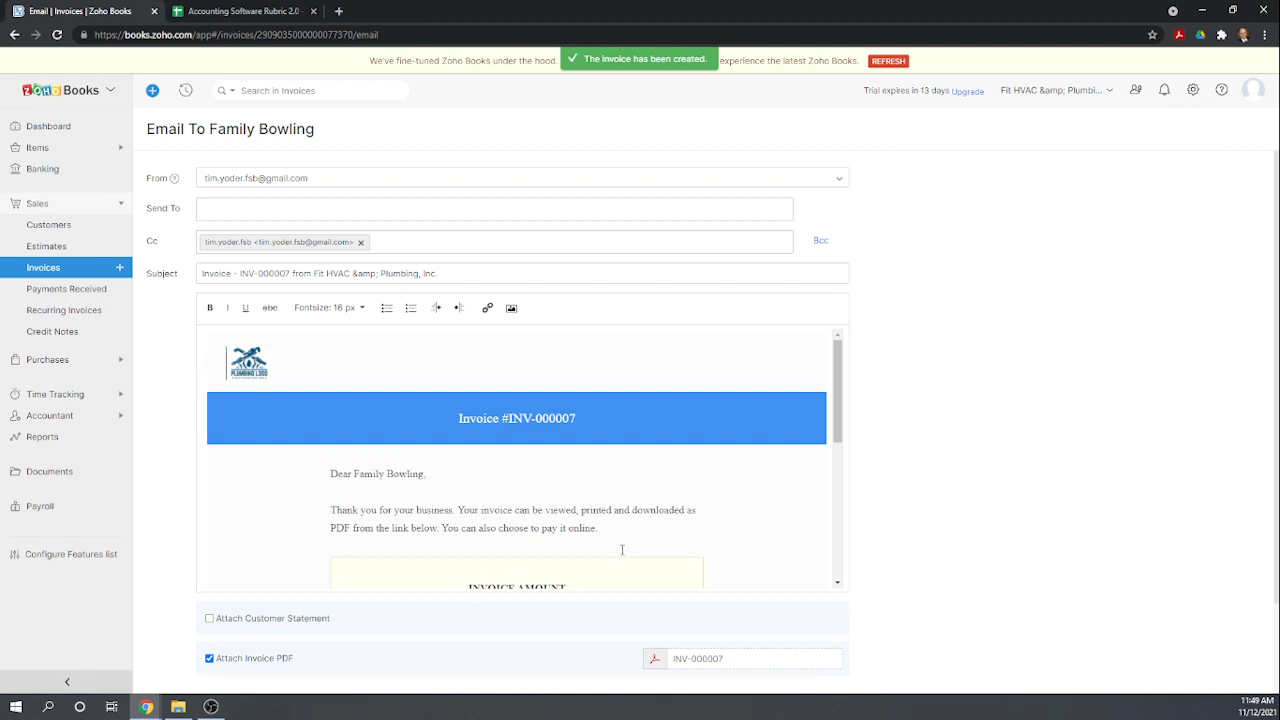 Email | Invoices | Zoho Books
Accounting Software Rubric 2.0 -
https://books.zoho.com/app#/invoices/2909035000000077370/email
We've fine-tuned Zoho Books under the hood.
The invoice has been created.
experience the latest Zoho Books.
REFRESH
ZOHO Books
Search in Invoices
Trial expires in 13 days Upgrade
Fit HVAC &amp; Plumbi...
Dashboard
Items
Banking
Sales
Customers
Estimates
Invoices
Payments Received
Recurring Invoices
Credit Notes
Purchases
Time Tracking
Accountant
Reports
Documents
Payroll
Configure Features list
Email To Family Bowling
From
tim.yoder.fsb@gmail.com
Send To
Cc
tim.yoder.fsb <tim.yoder.fsb@gmail.com>
Bcc
Subject
Invoice - INV-000007 from Fit HVAC &amp; Plumbing, Inc.
B I U abc Fontsize: 16 px
PLUMBING LOGO
Invoice #INV-000007
Dear Family Bowling,
Thank you for your business. Your invoice can be viewed, printed and downloaded as
PDF from the link below. You can also choose to pay it online.
INVOICE AMOUNT
Attach Customer Statement
Attach Invoice PDF
INV-000007
11:49 AM
11/12/2021